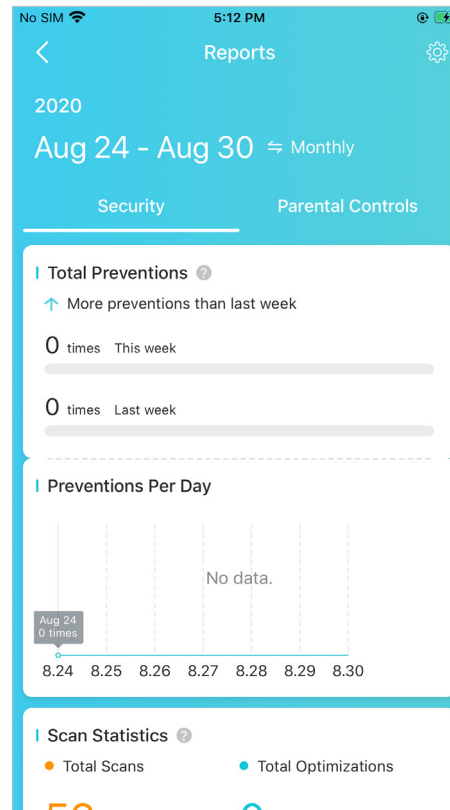 No SIM 5:12 PM
Reports
2020
Aug 24 - Aug 30 ⇋ Monthly
Security Parental Controls
Total Preventions ?
↑ More preventions than last week
0 times This week
0 times Last week
Preventions Per Day
No data.
Aug 24
0 times
8.24 8.25 8.26 8.27 8.28 8.29 8.30
Scan Statistics ?
Total Scans Total Optimizations